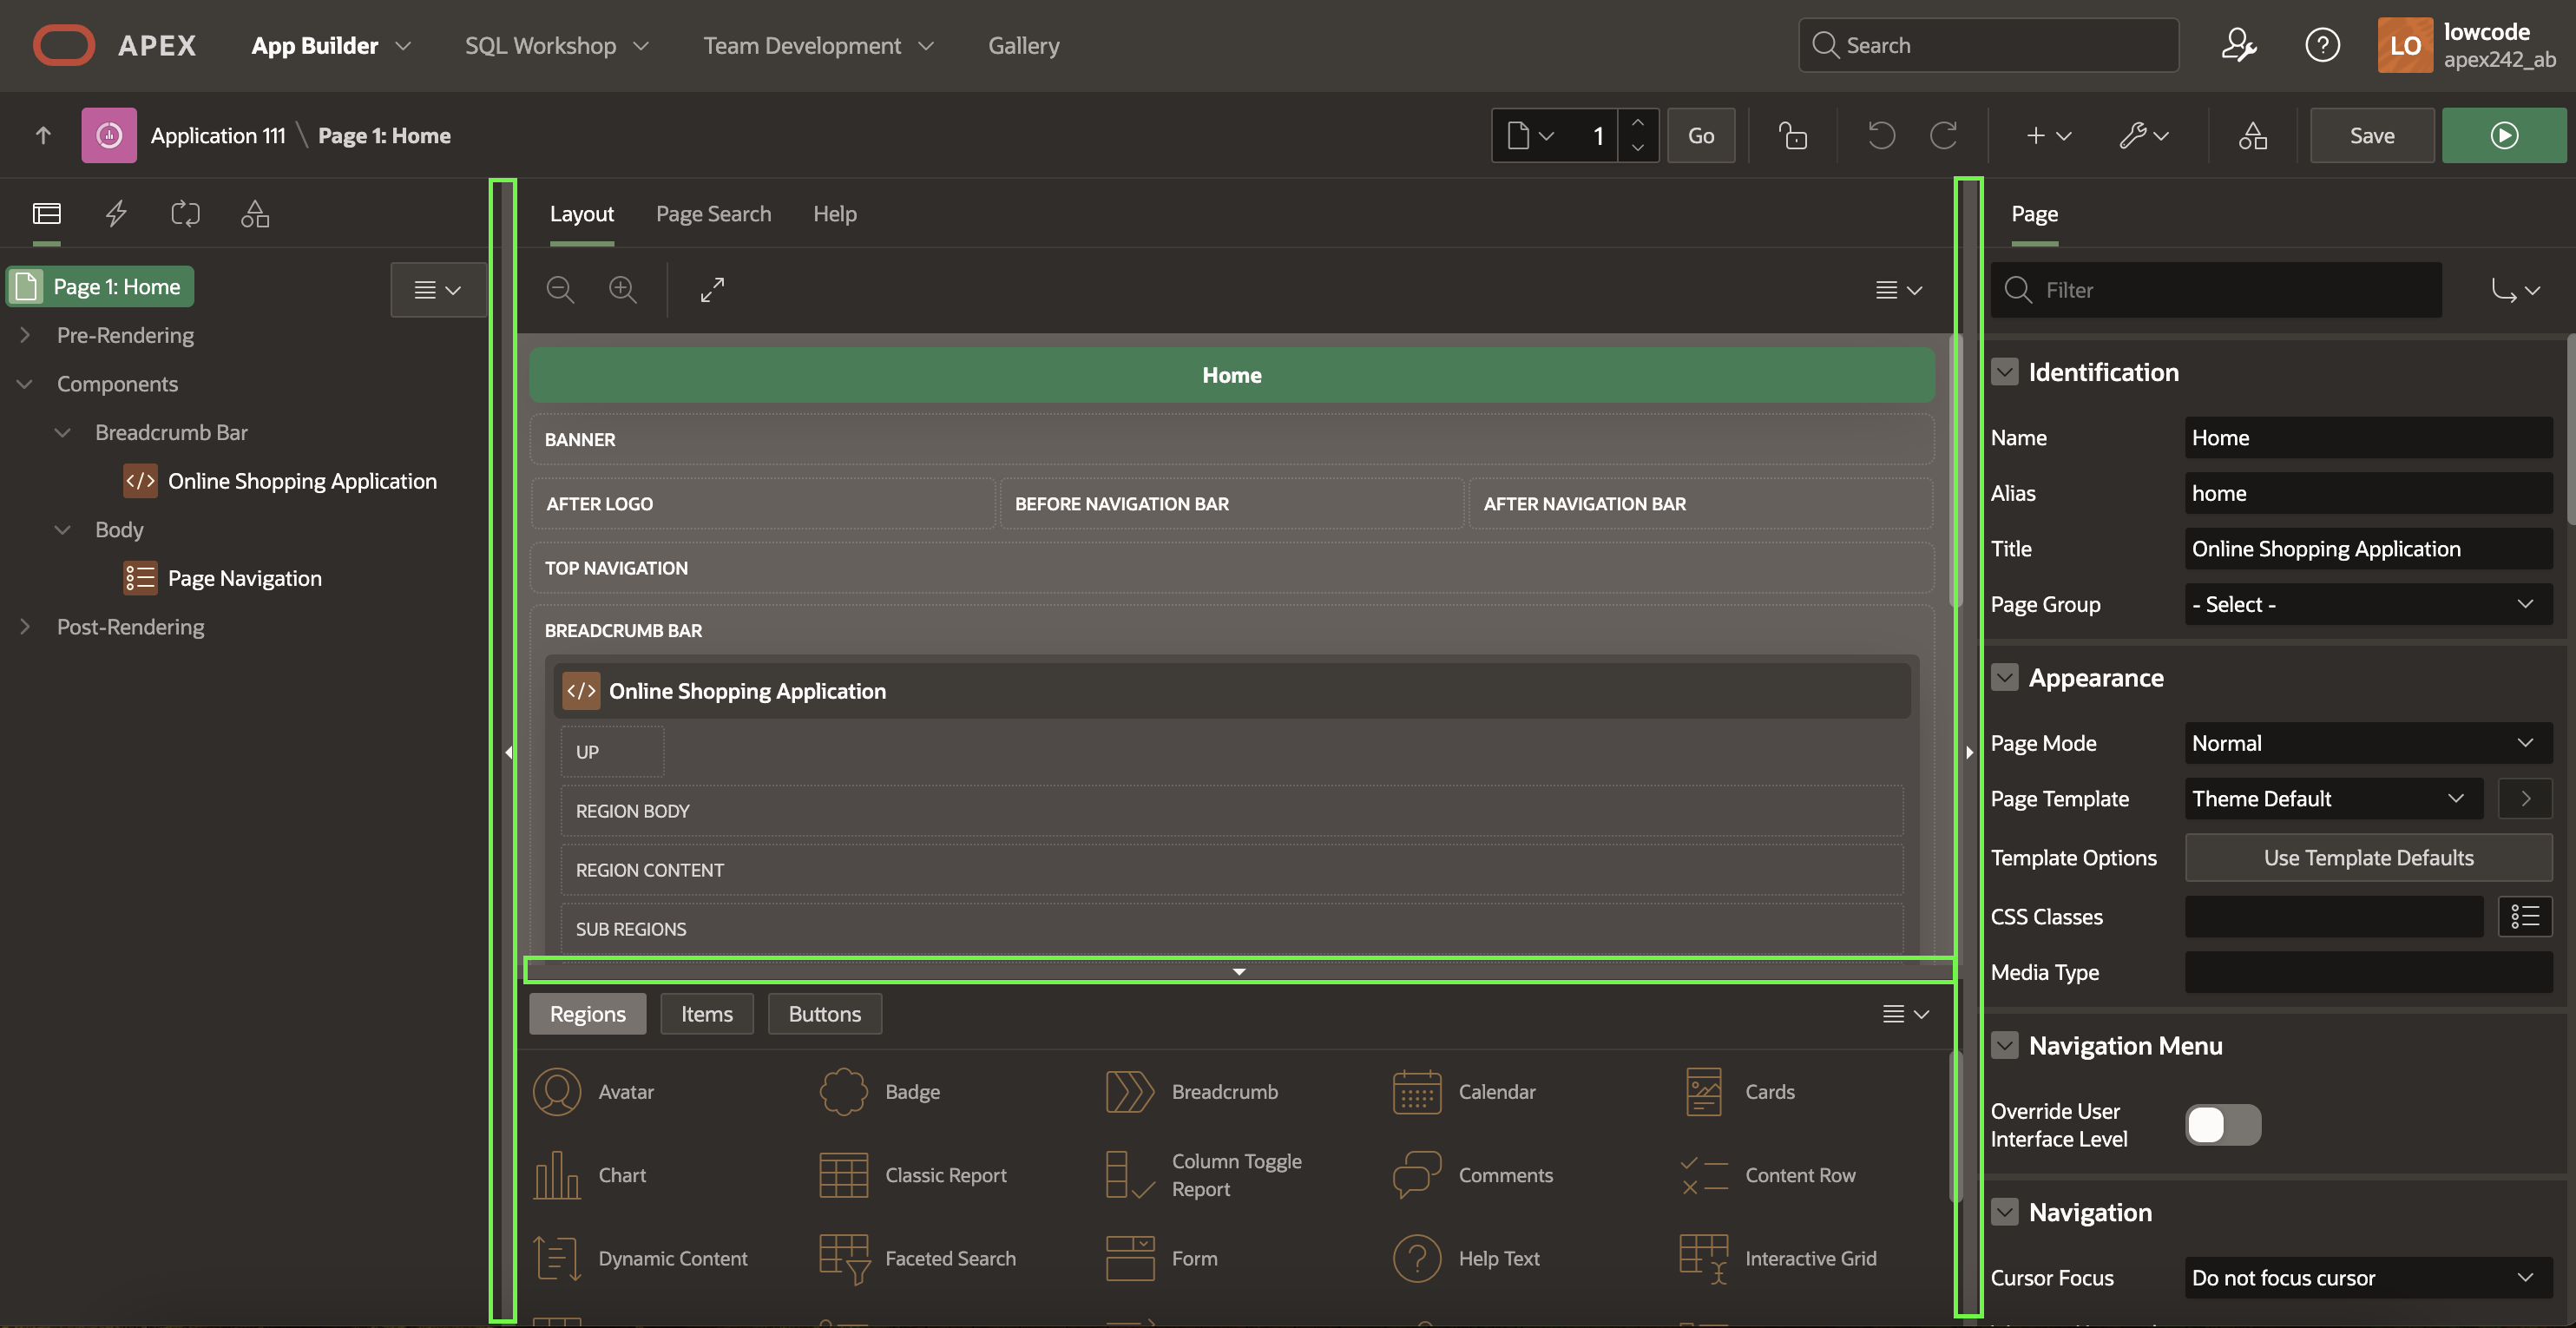 APEX App Builder SQL Workshop Team Development Gallery Search LO lowcode
apex242_ab
Application 111 \ Page 1: Home 1 Go Save
Layout Page Search Help
Page
Page 1: Home
Pre-Rendering
Components
Breadcrumb Bar
</> Online Shopping Application
Body
Page Navigation
Post-Rendering
Home
BANNER
AFTER LOGO BEFORE NAVIGATION BAR AFTER NAVIGATION BAR
TOP NAVIGATION
BREADCRUMB BAR
</> Online Shopping Application
UP
REGION BODY
REGION CONTENT
SUB REGIONS
Regions Items Buttons
Avatar Badge Breadcrumb Calendar Cards
Chart Classic Report Column Toggle Report Comments Content Row
Dynamic Content Faceted Search Form Help Text Interactive Grid
Filter
Identification
Name Home
Alias home
Title Online Shopping Application
Page Group - Select -
Appearance
Page Mode Normal
Page Template Theme Default
Template Options Use Template Defaults
CSS Classes
Media Type
Navigation Menu
Override User
Interface Level
Navigation
Cursor Focus Do not focus cursor